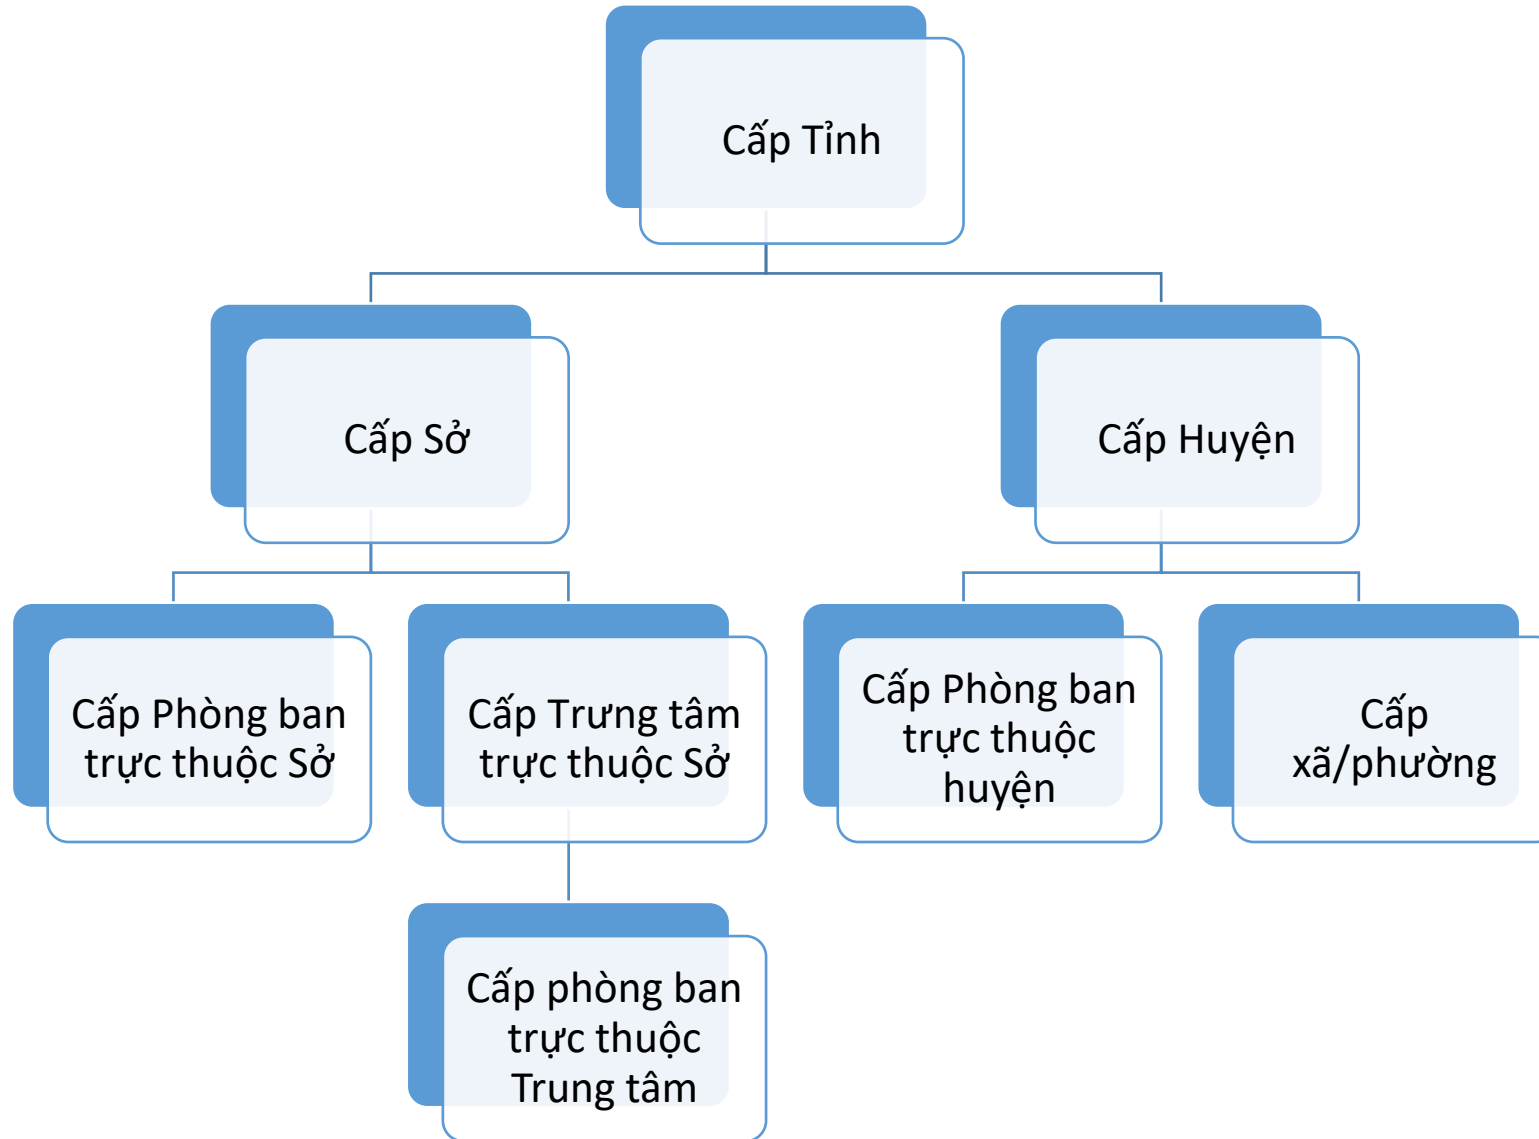 Cấp Tỉnh
Cấp Sở
Cấp Huyện
Cấp Phòng ban
trực thuộc Sở
Cấp Trưng tâm
trực thuộc Sở
Cấp Phòng ban
trực thuộc
huyện
Cấp
xã/phường
Cấp phòng ban
trực thuộc
Trung tâm